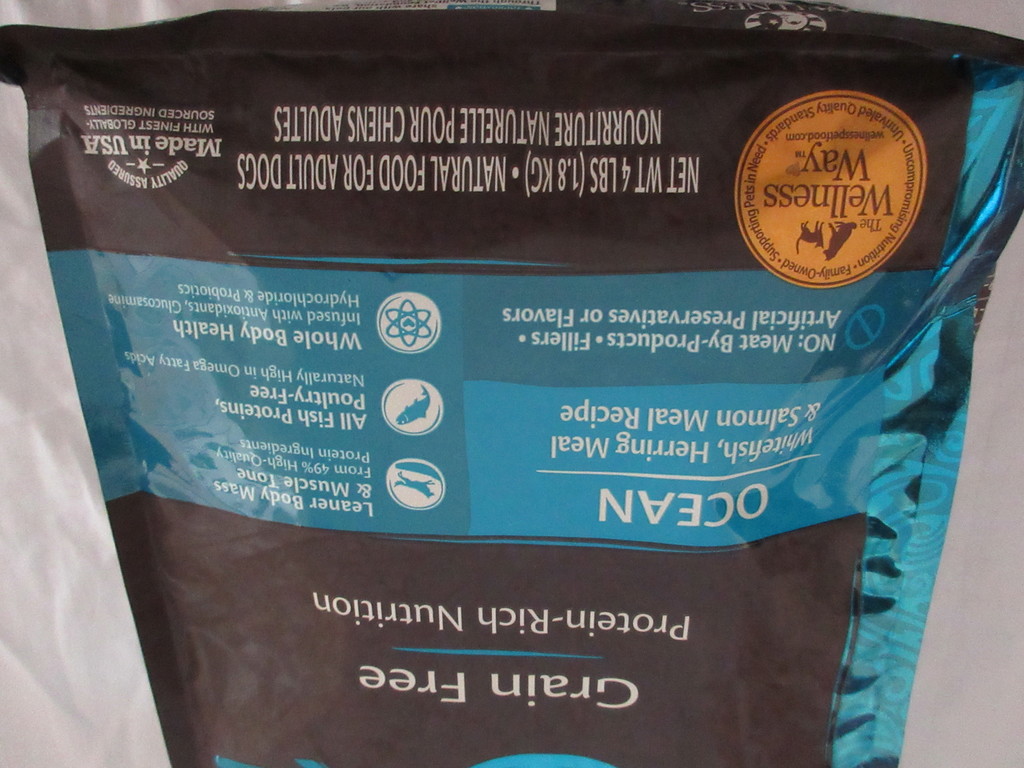 Grain Free
Protein-Rich Nutrition
OCEAN
Whitefish, Herring Meal
& Salmon Meal Recipe
NO: Meat By-Products • Fillers •
Artificial Preservatives or Flavors
Leaner Body Mass
& Muscle Tone
From 49% High-Quality
Protein Ingredients
All Fish Proteins,
Poultry-Free
Naturally High in Omega Fatty Acids
Whole Body Health
Infused with Antioxidants, Glucosamine
Hydrochloride & Probiotics
• Family-Owned • Supporting Pets in Need • Unrivaled Quality Standards • Uncompromising Nutrition
The
Wellness
Way™
wellnesspetfood.com
NET WT 4 LBS (1.8 KG) • NATURAL FOOD FOR ADULT DOGS
NOURRITURE NATURELLE POUR CHIENS ADULTES
QUALITY ASSURED
Made in USA
WITH FINEST GLOBALLY-
SOURCED INGREDIENTS